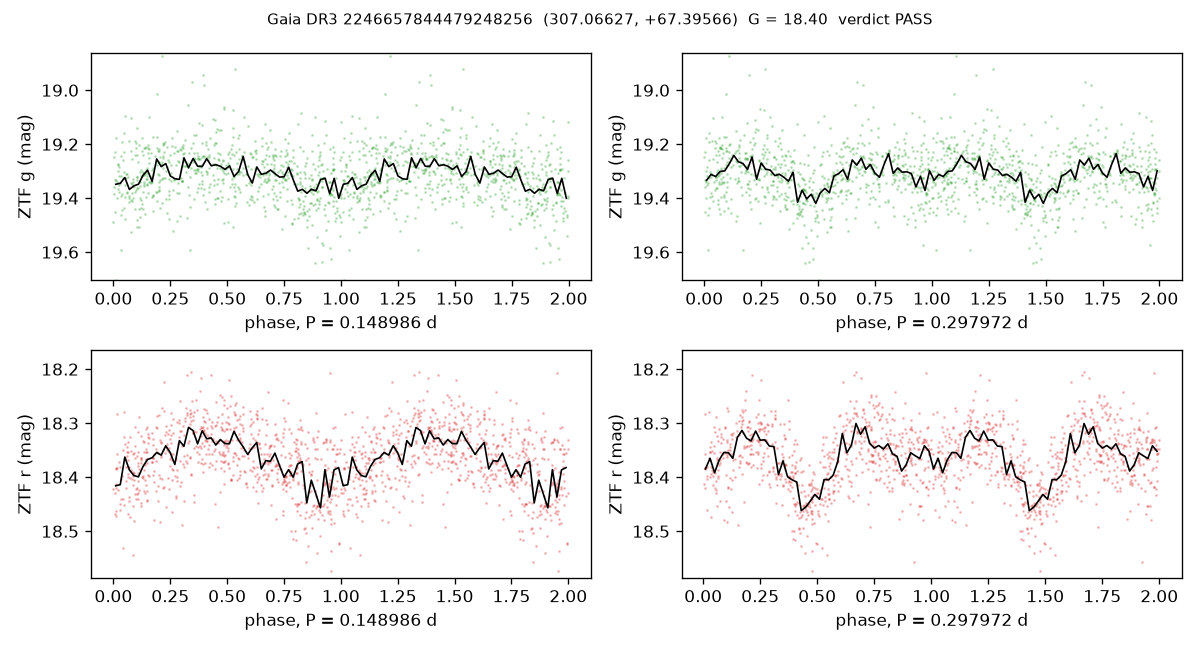 Gaia DR3 2246657844479248256 (307.06627, +67.39566) G = 18.40 verdict PASS
ZTF g (mag)
19.0
19.2
19.4
19.6
0.00 0.25 0.50 0.75 1.00 1.25 1.50 1.75 2.00
phase, P = 0.148986 d
ZTF g (mag)
19.0
19.2
19.4
19.6
0.00 0.25 0.50 0.75 1.00 1.25 1.50 1.75 2.00
phase, P = 0.297972 d
ZTF r (mag)
18.2
18.3
18.4
18.5
0.00 0.25 0.50 0.75 1.00 1.25 1.50 1.75 2.00
phase, P = 0.148986 d
ZTF r (mag)
18.2
18.3
18.4
18.5
0.00 0.25 0.50 0.75 1.00 1.25 1.50 1.75 2.00
phase, P = 0.297972 d